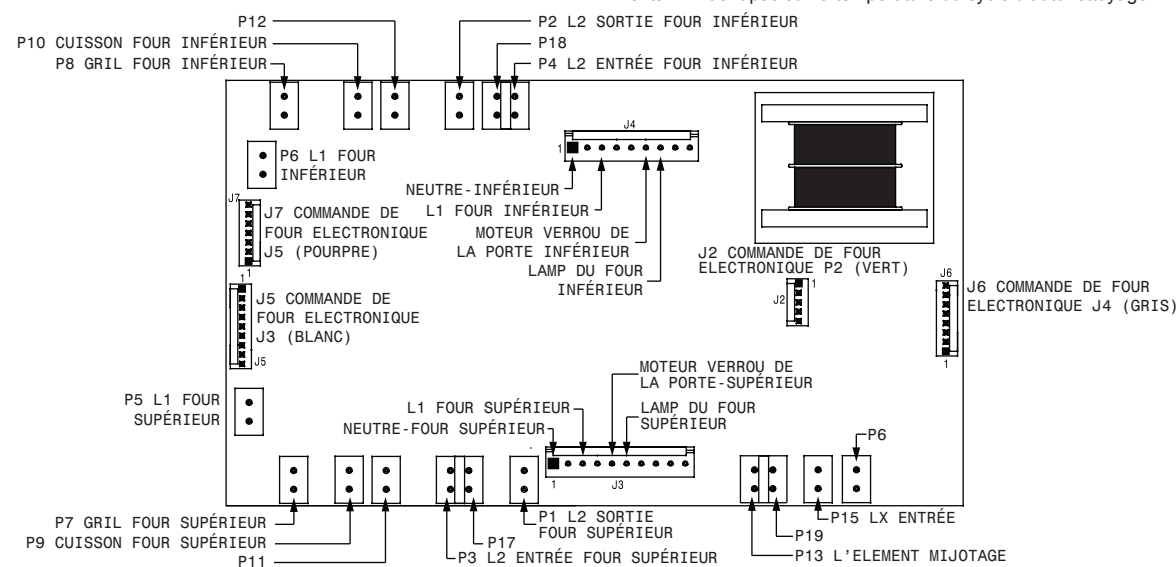 P12
P2 L2 SORTIE FOUR INFÉRIEUR
P10 CUISSON FOUR INFÉRIEUR
P18
P8 GRIL FOUR INFÉRIEUR
P4 L2 ENTRÉE FOUR INFÉRIEUR
J4
1
P6 L1 FOUR
INFÉRIEUR
NEUTRE-INFÉRIEUR
L1 FOUR INFÉRIEUR
MOTEUR VERROU DE
LA PORTE INFÉRIEUR
LAMP DU FOUR
INFÉRIEUR
J7
J7 COMMANDE DE
FOUR ELECTRONIQUE
J5 (POURPRE)
1
J2 COMMANDE DE FOUR
ELECTRONIQUE P2 (VERT)
1
J2
J6
J6 COMMANDE DE FOUR
ELECTRONIQUE J4 (GRIS)
1
1
J5 COMMANDE DE
FOUR ELECTRONIQUE
J3 (BLANC)
J5
MOTEUR VERROU DE
LA PORTE-SUPÉRIEUR
P5 L1 FOUR
SUPÉRIEUR
L1 FOUR SUPÉRIEUR
LAMP DU FOUR
SUPÉRIEUR
NEUTRE-FOUR SUPÉRIEUR
P6
1
J3
P7 GRIL FOUR SUPÉRIEUR
P1 L2 SORTIE
FOUR SUPÉRIEUR
P15 LX ENTRÉE
P9 CUISSON FOUR SUPÉRIEUR
P17
P19
P11
P3 L2 ENTRÉE FOUR SUPÉRIEUR
P13 L'ELEMENT MIJOTAGE